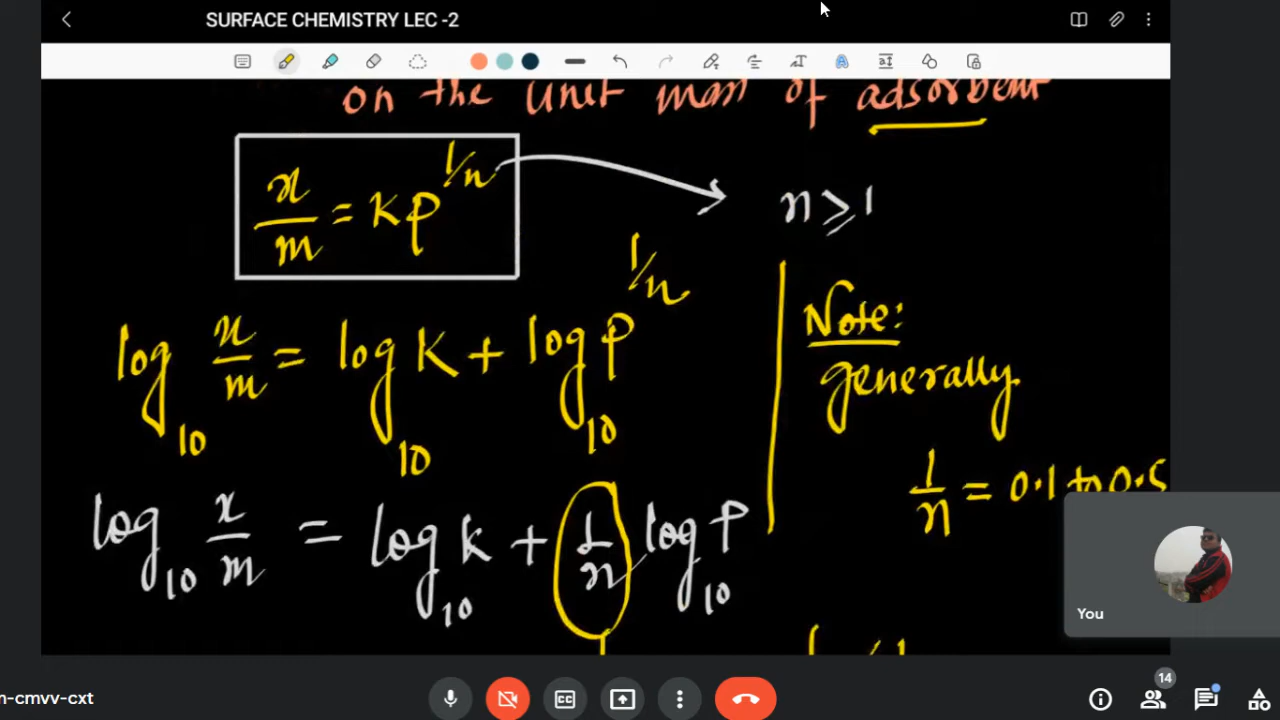 SURFACE CHEMISTRY LEC -2
on the unit mass of adsorbent
x/m = kp^1/n
n ≥ 1
log₁₀ x/m = log₁₀ k + log₁₀ p^1/n
Note:
generally
1/n = 0.1 to 0.5
log₁₀ x/m = log₁₀ k + 1/n log₁₀ P
You
m-cmvv-cxt
14